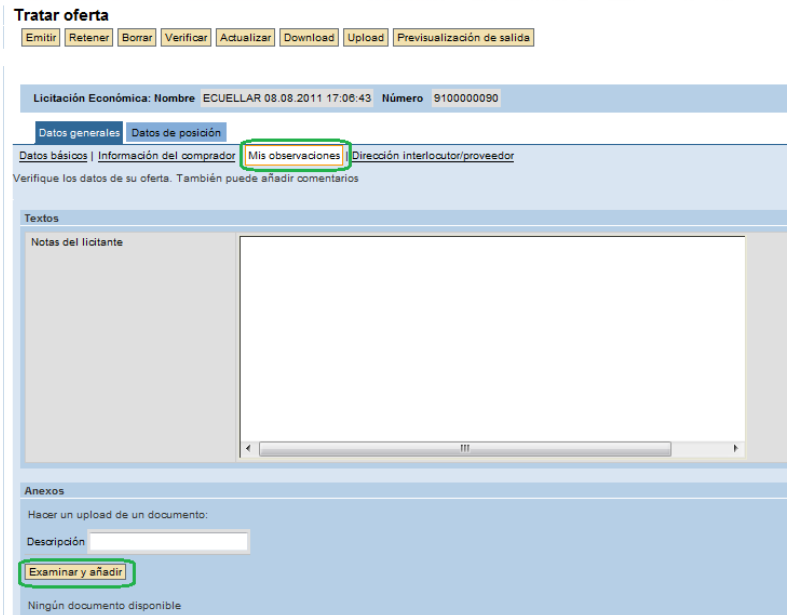 Tratar oferta
Emitir Retener Borrar Verificar Actualizar Download Upload Previsualización de salida
Licitación Económica: Nombre ECUELLAR 08.08.2011 17:06:43 Número 9100000090
Datos generales Datos de posición
Datos básicos | Información del comprador | Mis observaciones | Dirección interlocutor/proveedor
Verifique los datos de su oferta. También puede añadir comentarios
Textos
Notas del licitante
Anexos
Hacer un upload de un documento:
Descripción
Examinar y añadir
Ningún documento disponible